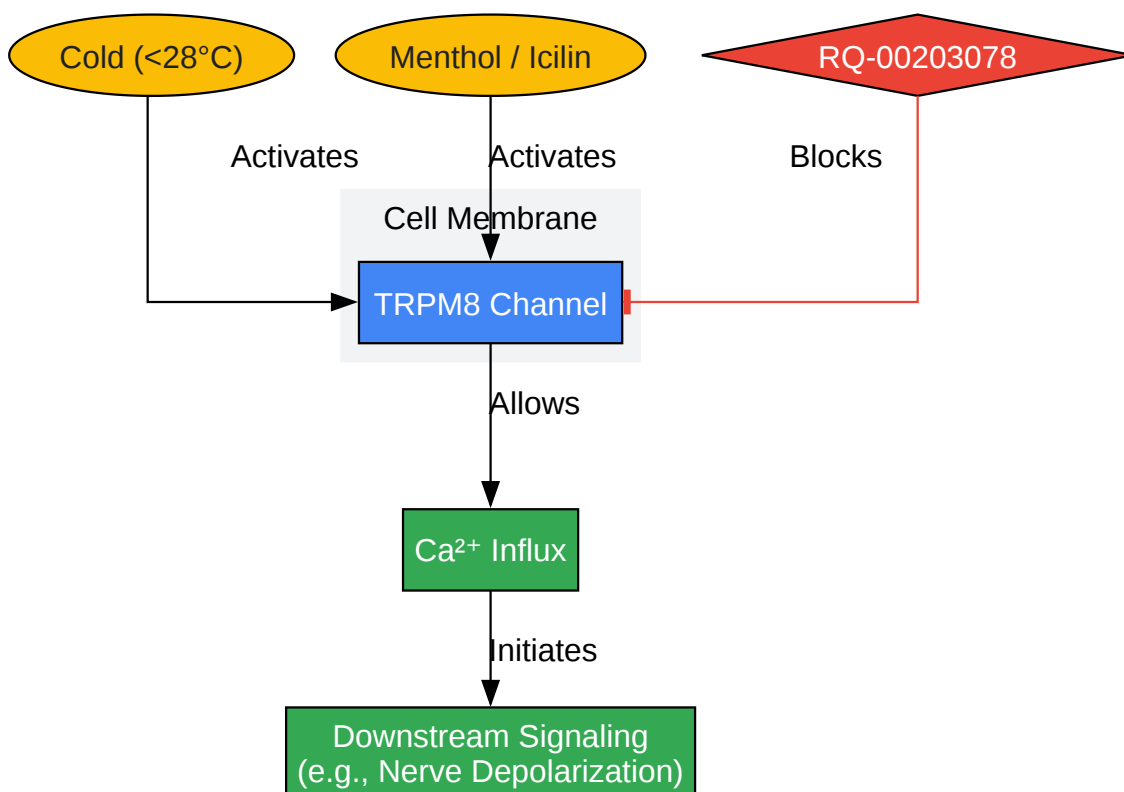 Cold (<28°C)
Menthol / Icilin
RQ-00203078
Activates
Activates
Blocks
Cell Membrane
TRPM8 Channel
Allows
Ca²⁺ Influx
Initiates
Downstream Signaling
(e.g., Nerve Depolarization)